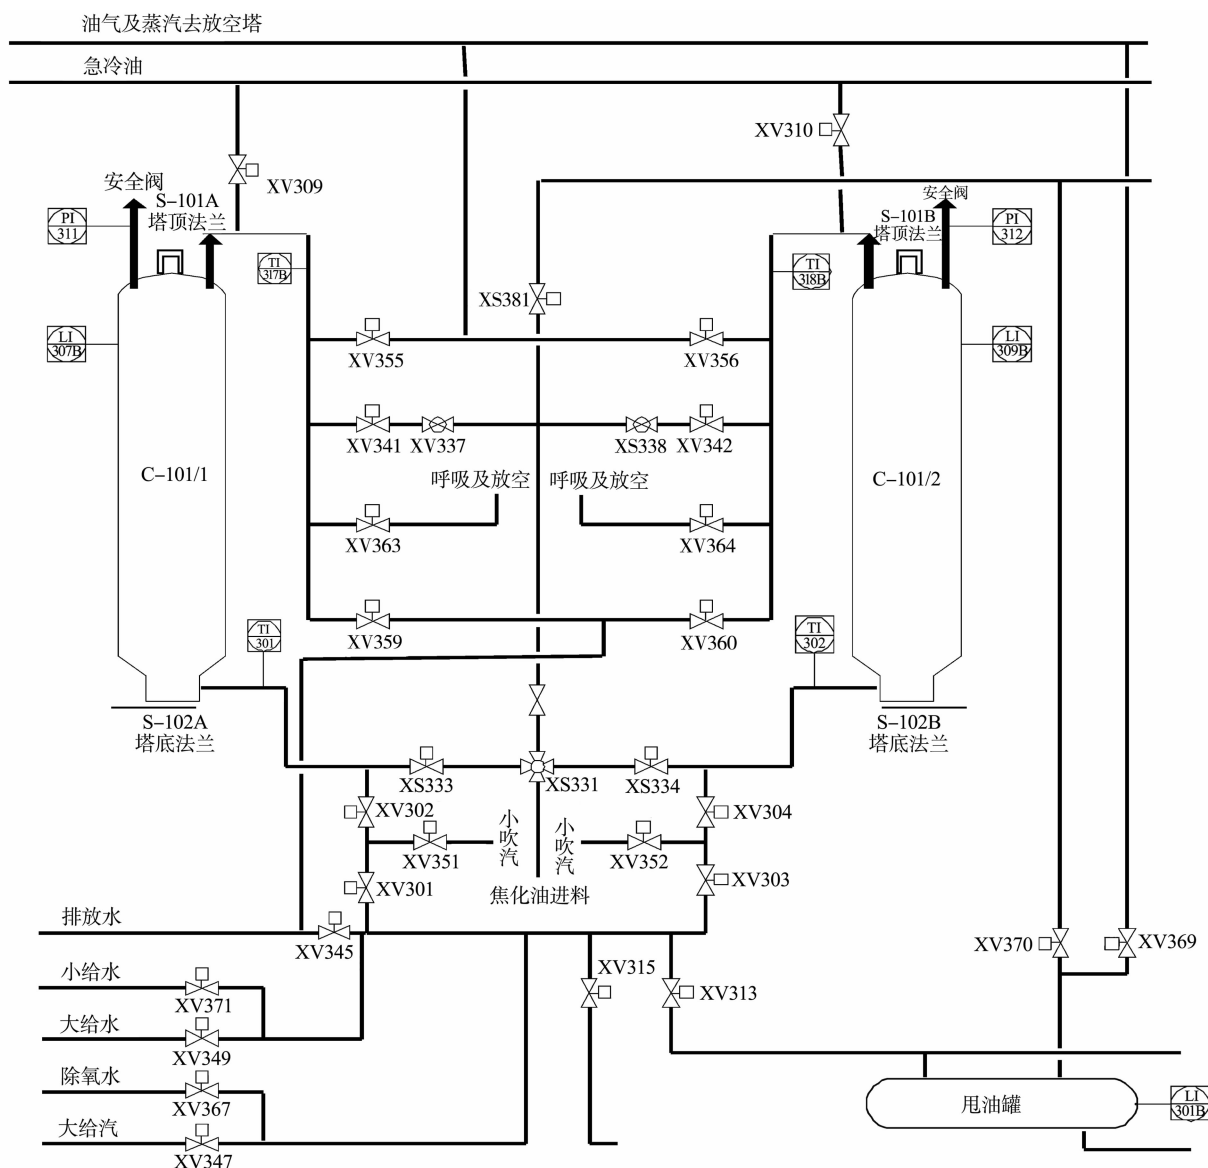 油气及蒸汽去放空塔
急冷油
XV310
安全阀
S-101A
塔顶法兰
XV309
PI
311
安全阀
S-101B
塔顶法兰
PI
312
TI
317B
TI
318B
XS381
LI
307B
XV355
XV356
LI
309B
XV341
XV337
XS338
XV342
C-101/1
呼吸及放空
呼吸及放空
C-101/2
XV363
XV364
TI
301
XV359
XV360
TI
302
S-102A
塔底法兰
S-102B
塔底法兰
XS333
XS331
XS334
XV302
XV304
小吹汽
小吹汽
XV351
XV352
XV301
XV303
焦化油进料
排放水
XV345
XV370
XV369
小给水
XV371
XV315
XV313
大给水
XV349
除氧水
XV367
甩油罐
LI
301B
大给汽
XV347